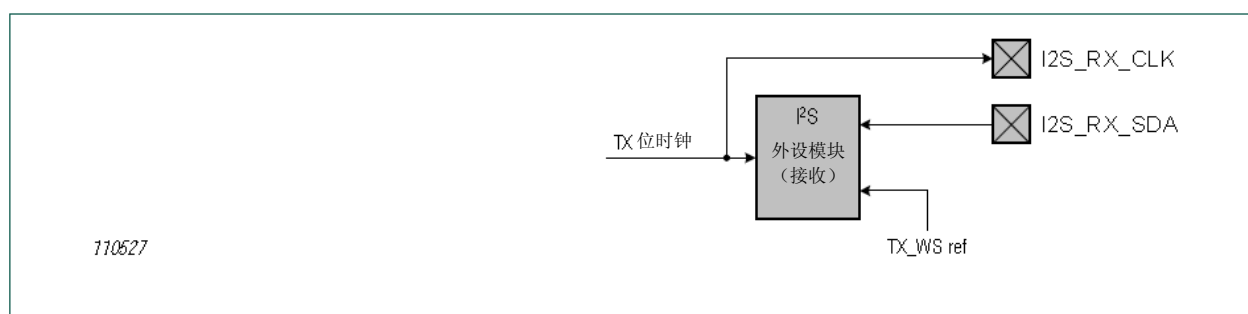 I2S_RX_CLK
I²S
I2S_RX_SDA
TX 位时钟
外设模块
（接收）
TX_WS ref
110527